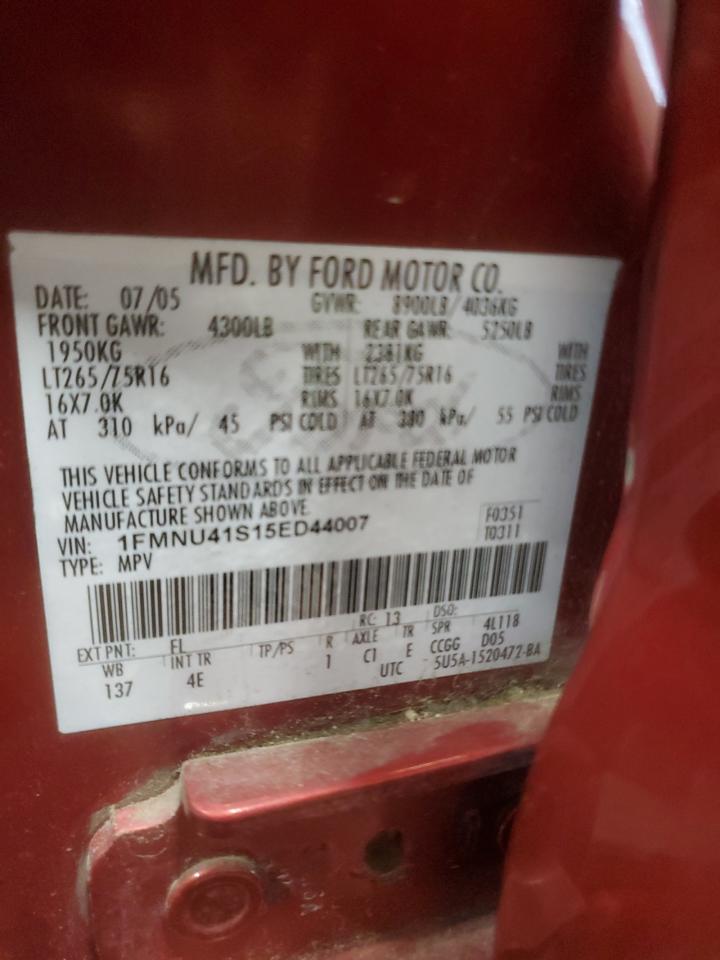 MFD. BY FORD MOTOR CO.
DATE: 07/05 GVWR: 8900LB/4036KG
FRONT GAWR: 4300LB REAR GAWR: 5250LB
1950KG WITH 2381KG WITH
LT265/75R16 TIRES LT265/75R16 TIRES
16X7.0K RIMS 16X7.0K RIMS
AT 310 kPa/ 45 PSI COLD AT 380 kPa/ 55 PSI COLD
THIS VEHICLE CONFORMS TO ALL APPLICABLE FEDERAL MOTOR
VEHICLE SAFETY STANDARDS IN EFFECT ON THE DATE OF
MANUFACTURE SHOWN ABOVE.
VIN: 1FMNU41S15ED44007 F0351
TYPE: MPV T0311
EXT PNT: FL RC: 13 DSO:
WB INT TR TP/PS R AXLE TR SPR 4L118
137 4E 1 C1 E CCGG D05
UTC 5U5A-1520472-BA